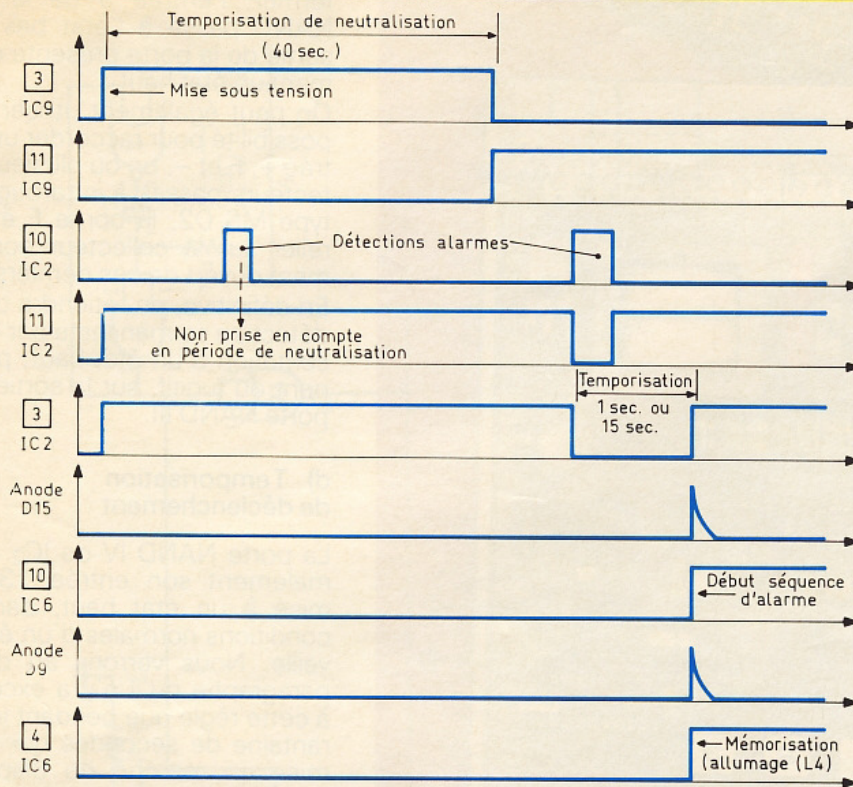 Temporisation de neutralisation
(40 sec.)
3
IC9
Mise sous tension
11
IC9
10
IC2
Détections alarmes
11
IC2
Non prise en compte
en période de neutralisation
3
IC2
Temporisation
1 sec. ou
15 sec.
Anode
D15
10
IC6
Début séquence
d'alarme
Anode
D9
4
IC6
Mémorisation
(allumage (L4)